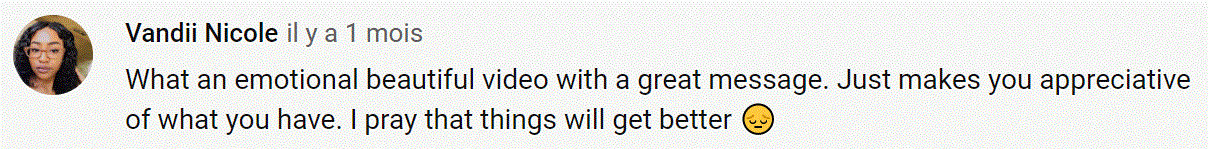 Vandii Nicole il y a 1 mois
What an emotional beautiful video with a great message. Just makes you appreciative
of what you have. I pray that things will get better 😔